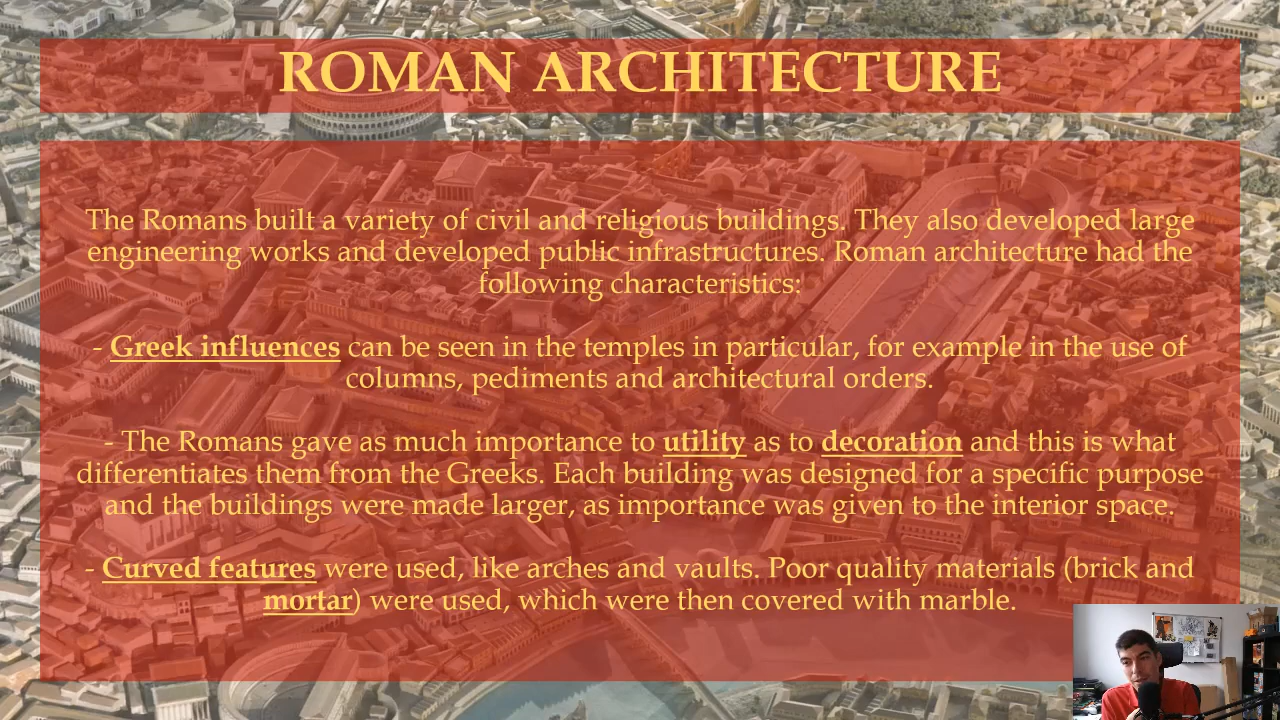 ROMAN ARCHITECTURE
The Romans built a variety of civil and religious buildings. They also developed large
engineering works and developed public infrastructures. Roman architecture had the
following characteristics:
- Greek influences can be seen in the temples in particular, for example in the use of
columns, pediments and architectural orders.
- The Romans gave as much importance to utility as to decoration and this is what
differentiates them from the Greeks. Each building was designed for a specific purpose
and the buildings were made larger, as importance was given to the interior space.
- Curved features were used, like arches and vaults. Poor quality materials (brick and
mortar) were used, which were then covered with marble.